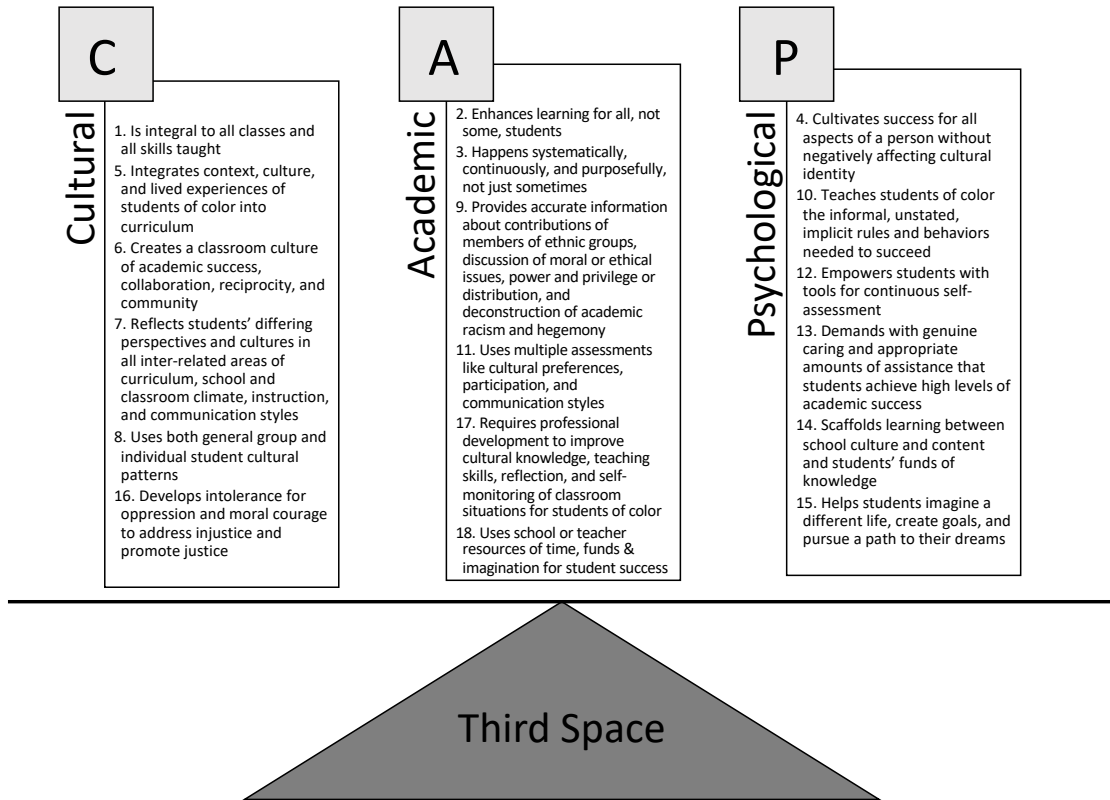 C
Cultural
1. Is integral to all classes and
all skills taught
5. Integrates context, culture,
and lived experiences of
students of color into
curriculum
6. Creates a classroom culture
of academic success,
collaboration, reciprocity, and
community
7. Reflects students’ differing
perspectives and cultures in
all inter-related areas of
curriculum, school and
classroom climate, instruction,
and communication styles
8. Uses both general group and
individual student cultural
patterns
16. Develops intolerance for
oppression and moral courage
to address injustice and
promote justice
A
Academic
2. Enhances learning for all, not
some, students
3. Happens systematically,
continuously, and purposefully,
not just sometimes
9. Provides accurate information
about contributions of
members of ethnic groups,
discussion of moral or ethical
issues, power and privilege or
distribution, and
deconstruction of academic
racism and hegemony
11. Uses multiple assessments
like cultural preferences,
participation, and
communication styles
17. Requires professional
development to improve
cultural knowledge, teaching
skills, reflection, and self-
monitoring of classroom
situations for students of color
18. Uses school or teacher
resources of time, funds &
imagination for student success
P
Psychological
4. Cultivates success for all
aspects of a person without
negatively affecting cultural
identity
10. Teaches students of color
the informal, unstated,
implicit rules and behaviors
needed to succeed
12. Empowers students with
tools for continuous self-
assessment
13. Demands with genuine
caring and appropriate
amounts of assistance that
students achieve high levels of
academic success
14. Scaffolds learning between
school culture and content
and students’ funds of
knowledge
15. Helps students imagine a
different life, create goals, and
pursue a path to their dreams
Third Space